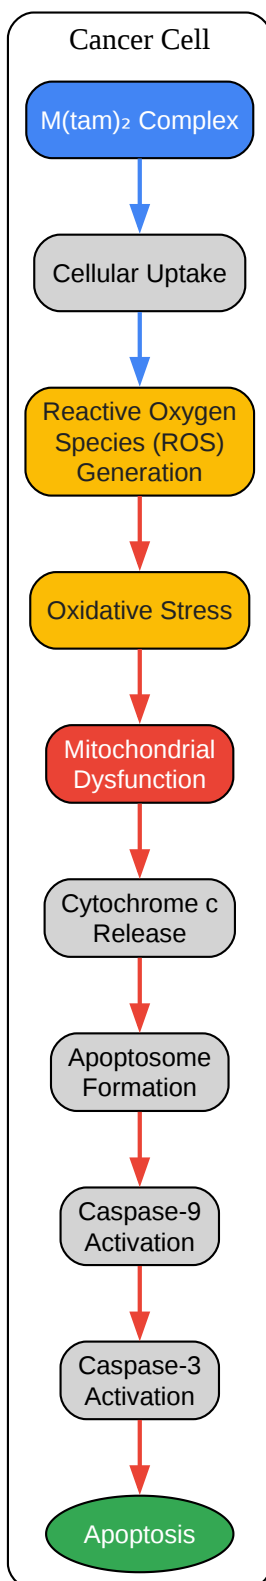 Cancer Cell
M(tam)₂ Complex
Cellular Uptake
Reactive Oxygen
Species (ROS)
Generation
Oxidative Stress
Mitochondrial
Dysfunction
Cytochrome c
Release
Apoptosome
Formation
Caspase-9
Activation
Caspase-3
Activation
Apoptosis